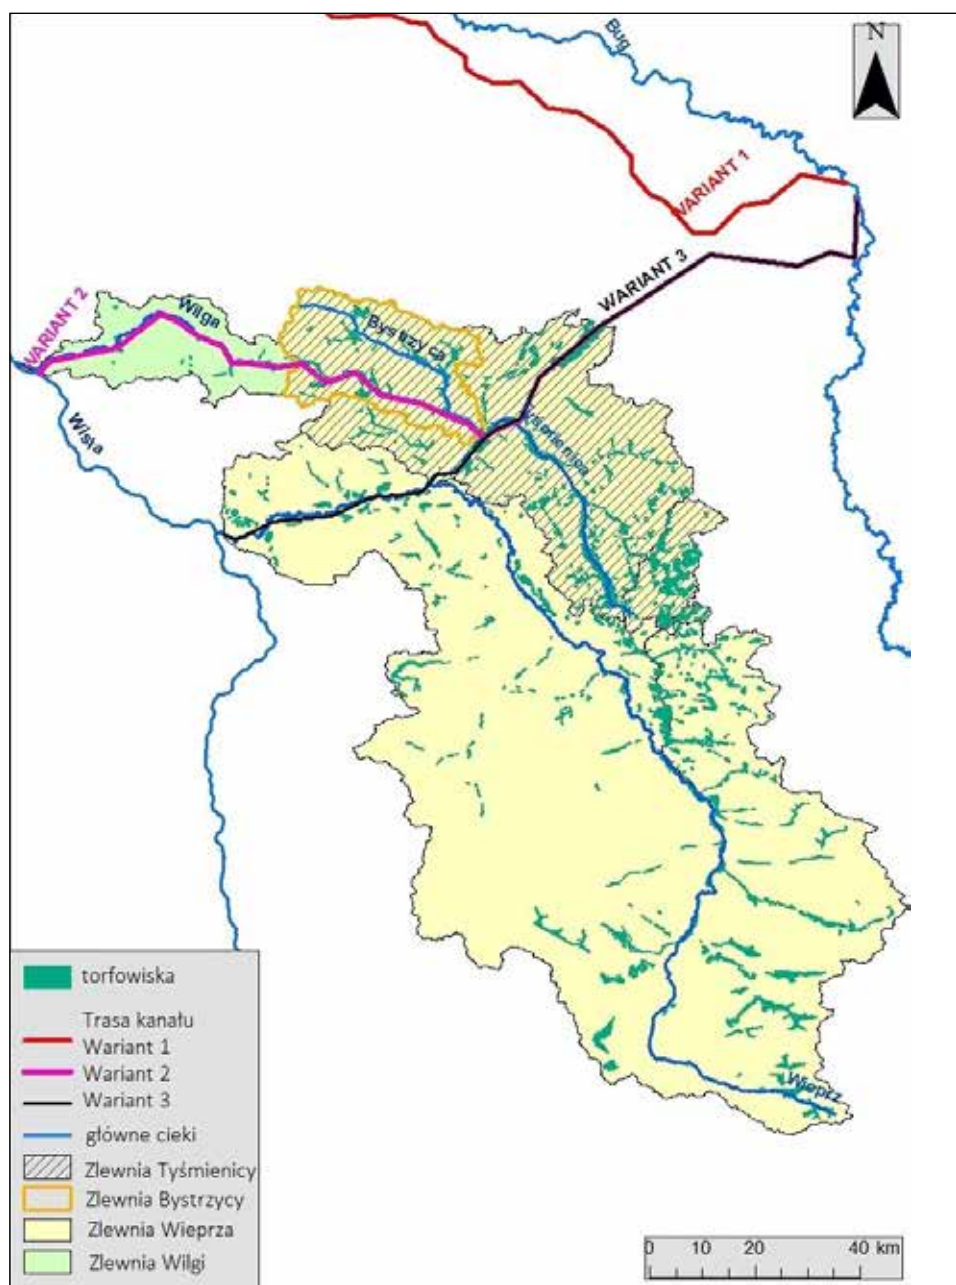 Bug
N
WARIANT 1
WARIANT 3
WARIANT 2
Wilga
Bystrzyca
Tyśmienica
Wisła
Wieprz
torfowiska
Trasa kanału
Wariant 1
Wariant 2
Wariant 3
główne cieki
Zlewnia Tyśmienicy
Zlewnia Bystrzycy
Zlewnia Wieprza
Zlewnia Wilgi
0 10 20 40 km